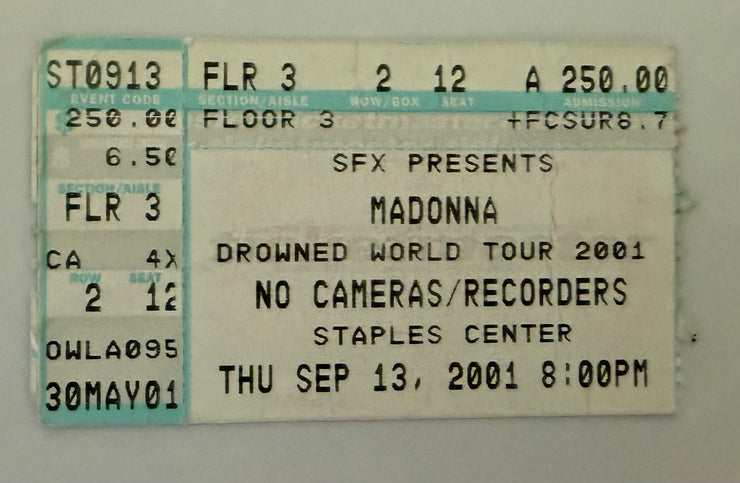 ST0913
EVENT CODE
250.00
6.50
SECTION/AISLE
FLR 3
CA 4X
ROW SEAT
2 12
OWLA095
30MAY01
FLR 3 2 12 A 250.00
SECTION/AISLE ROW/BOX SEAT ADMISSION
FLOOR 3 +FCSUR8.7
SFX PRESENTS
MADONNA
DROWNED WORLD TOUR 2001
NO CAMERAS/RECORDERS
STAPLES CENTER
THU SEP 13, 2001 8:00PM